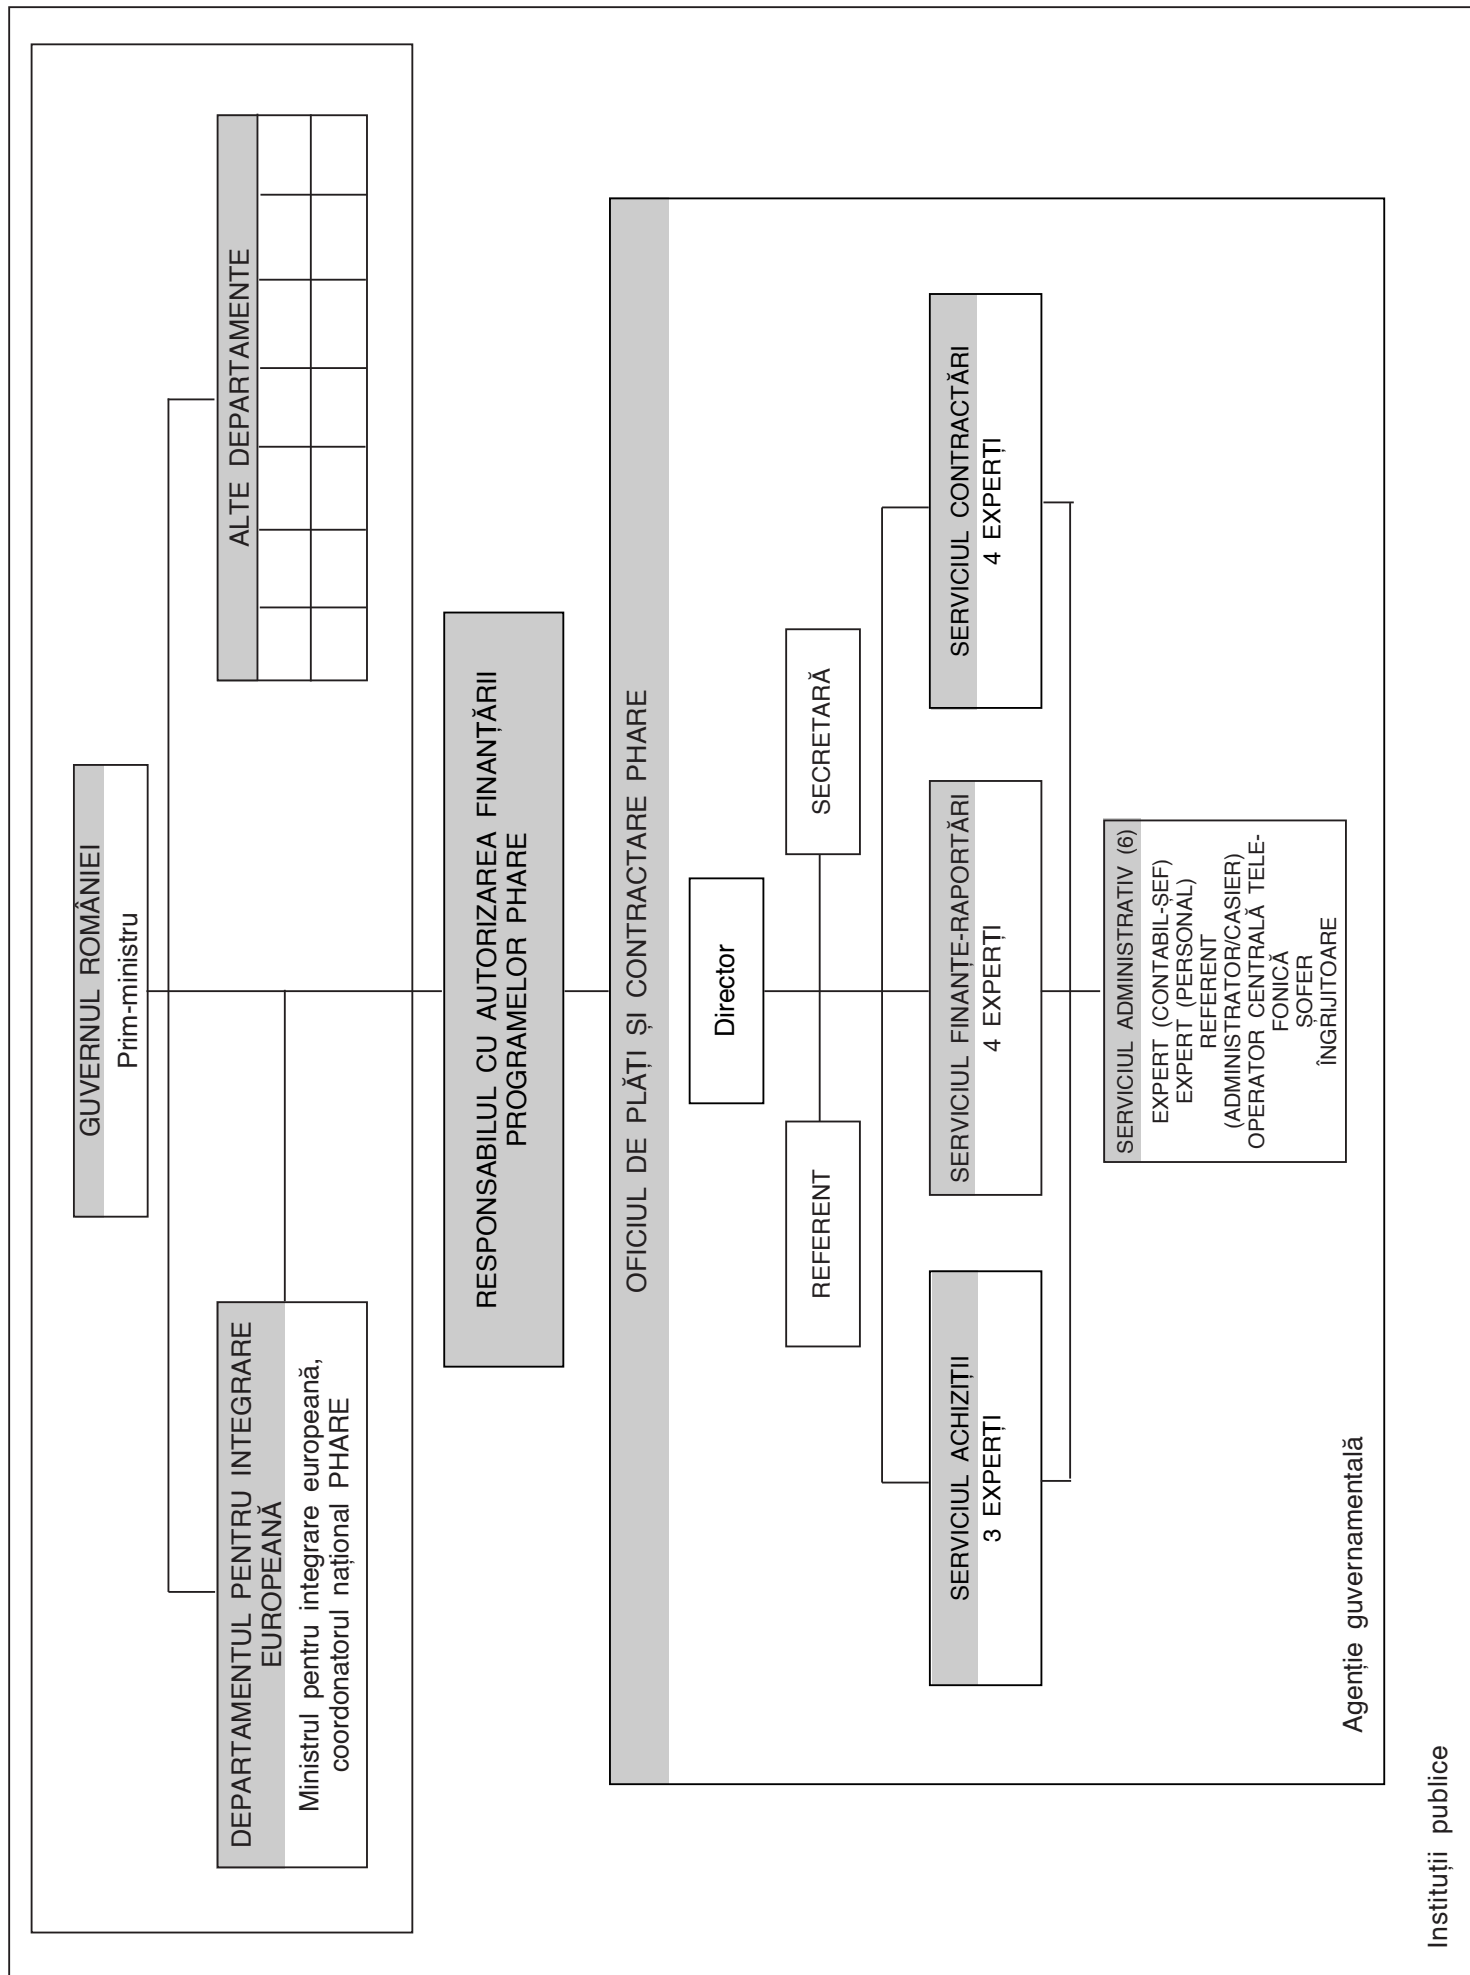 GUVERNUL ROMÂNIEI
Prim-ministru
DEPARTAMENTUL PENTRU INTEGRARE
EUROPEANĂ
Ministrul pentru integrare europeană,
coordonatorul național PHARE
ALTE DEPARTAMENTE
RESPONSABILUL CU AUTORIZAREA FINANȚĂRII
PROGRAMELOR PHARE
OFICIUL DE PLĂȚI ȘI CONTRACTARE PHARE
Director
REFERENT
SECRETARĂ
SERVICIUL ACHIZIȚII
3 EXPERȚI
SERVICIUL FINANȚE-RAPORTĂRI
4 EXPERȚI
SERVICIUL CONTRACTĂRI
4 EXPERȚI
SERVICIUL ADMINISTRATIV (6)
EXPERT (CONTABIL-ȘEF)
EXPERT (PERSONAL)
REFERENT
(ADMINISTRATOR/CASIER)
OPERATOR CENTRALĂ TELE-
FONICĂ
ȘOFER
ÎNGRIJITOARE
Agenție guvernamentală
Instituții publice